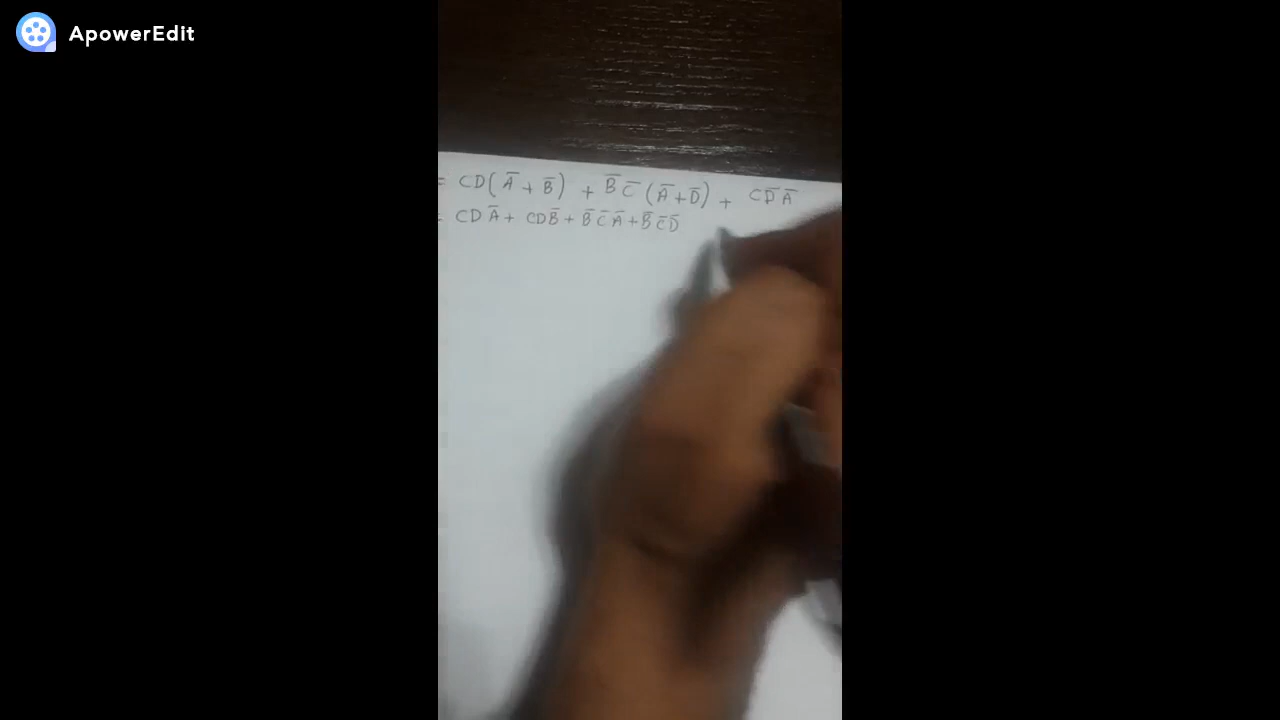 ApowerEdit
= CD(A̅ + B̅) + B̅ C̅ (A̅+D̅) + CD̅A̅
= CDA̅ + CDB̅ + B̅ C̅ A̅ + B̅ C̅ D̅